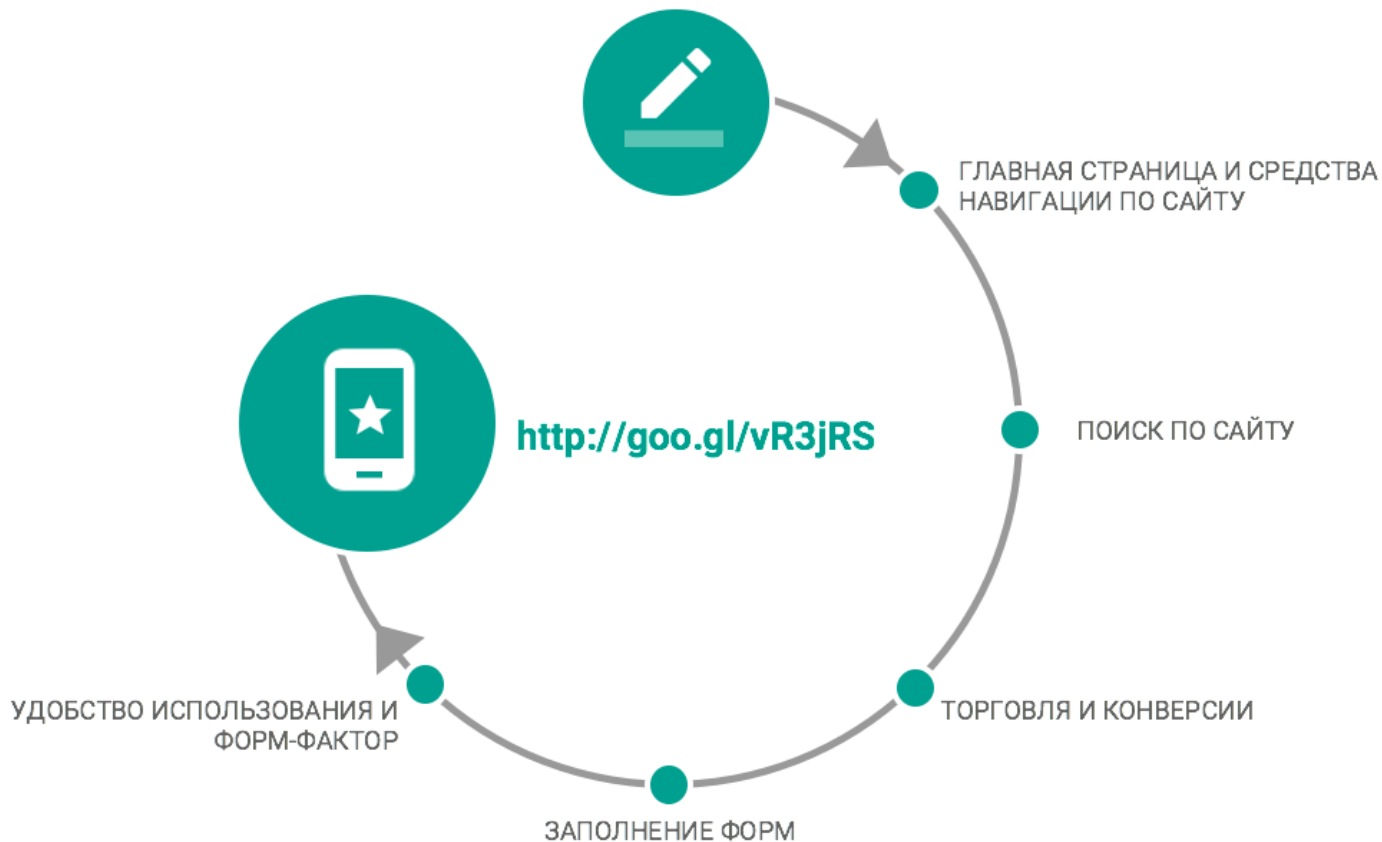 ГЛАВНАЯ СТРАНИЦА И СРЕДСТВА
НАВИГАЦИИ ПО САЙТУ
http://goo.gl/vR3jRS
ПОИСК ПО САЙТУ
ТОРГОВЛЯ И КОНВЕРСИИ
УДОБСТВО ИСПОЛЬЗОВАНИЯ И
ФОРМ-ФАКТОР
ЗАПОЛНЕНИЕ ФОРМ